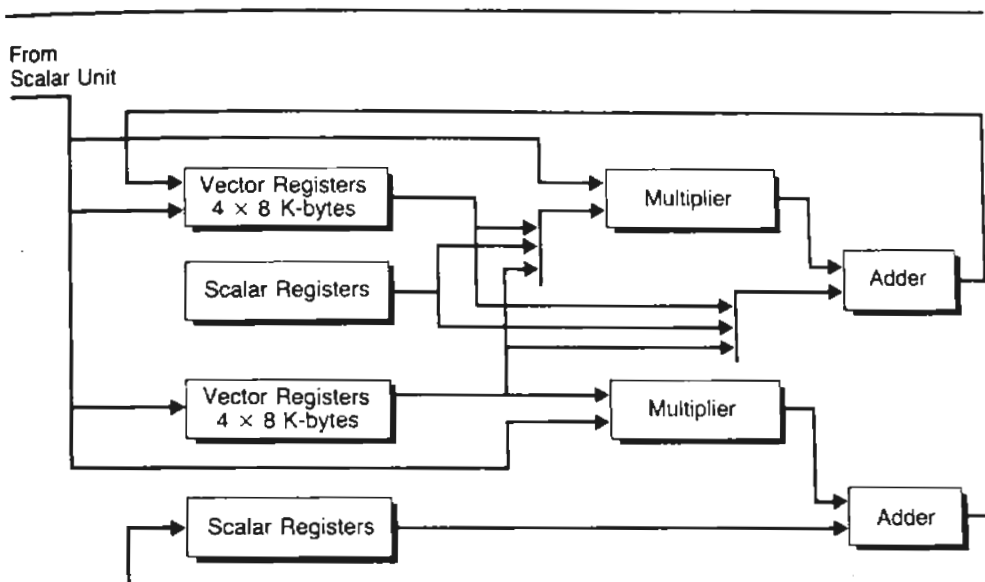 From
Scalar Unit
Vector Registers
4 × 8 K-bytes
Multiplier
Scalar Registers
Adder
Vector Registers
4 × 8 K-bytes
Multiplier
Scalar Registers
Adder